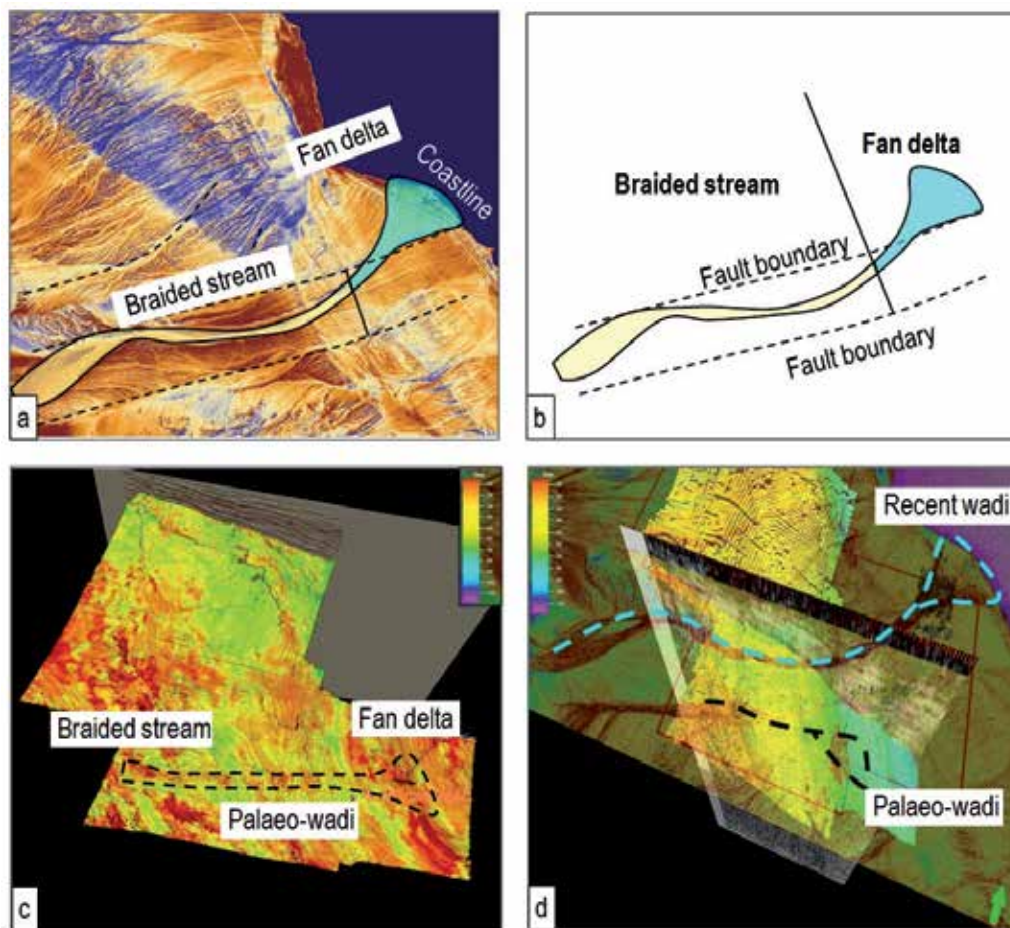 Fan delta
Coastline
Braided stream
a
Braided stream
Fan delta
Fault boundary
Fault boundary
b
Braided stream
Fan delta
Palaeo-wadi
c
Recent wadi
Palaeo-wadi
d